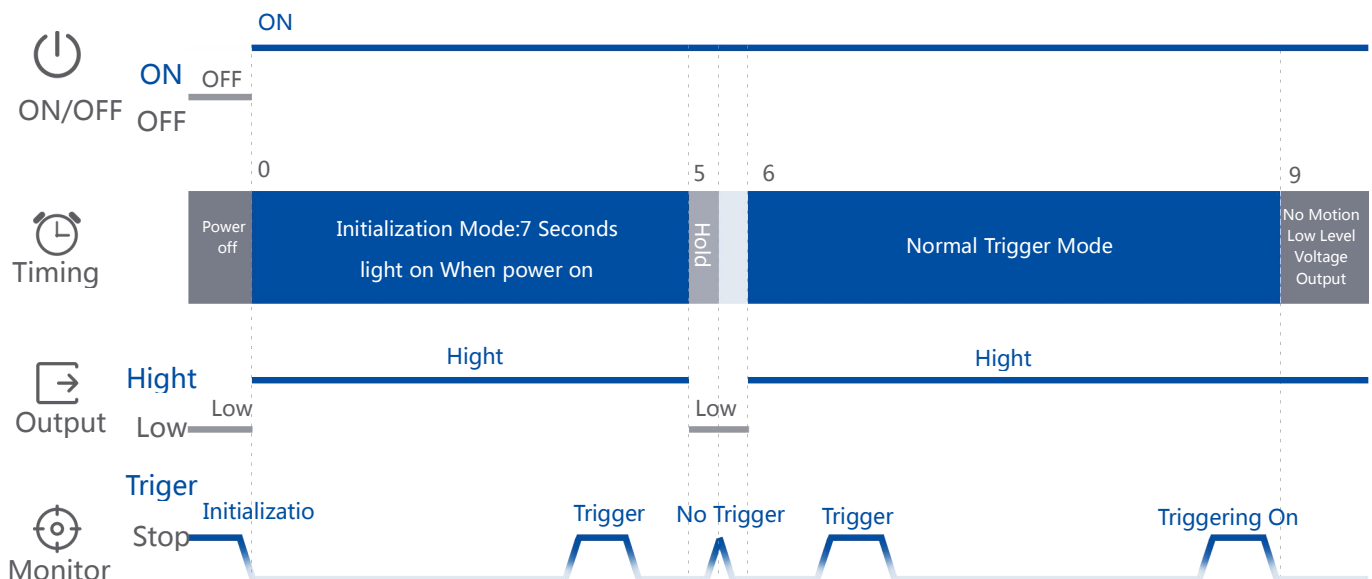 ON
ON
OFF
ON/OFF
OFF
0
5
6
9
Power
off
Initialization Mode:7 Seconds
light on When power on
Hold
Normal Trigger Mode
No Motion
Low Level
Voltage
Output
Timing
Hight
Hight
Hight
Low
Low
Output
Low
Triger
Initializatio
Trigger
No Trigger
Trigger
Triggering On
Stop
Monitor